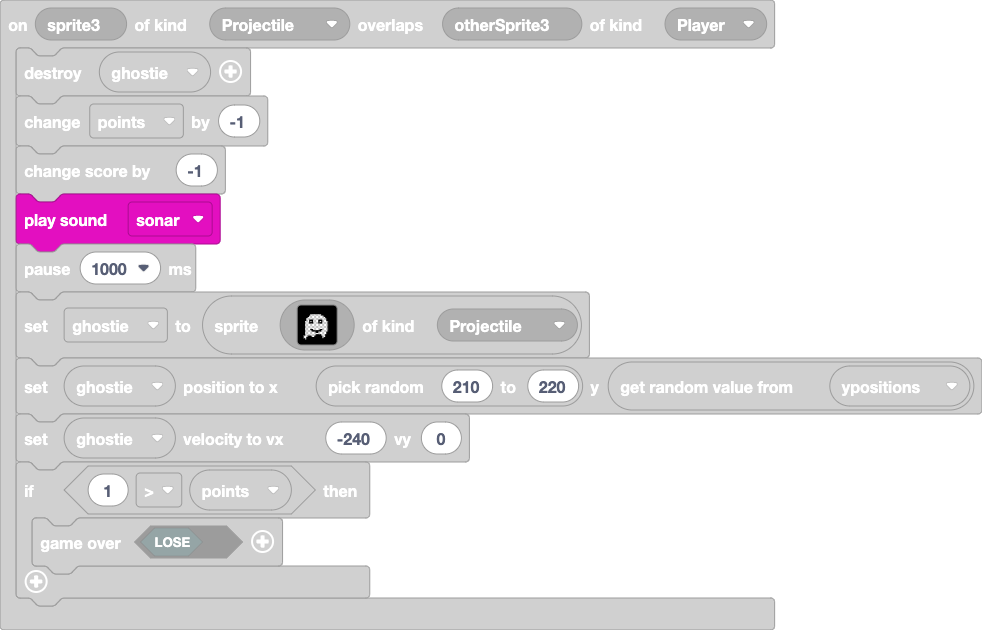 on sprite3 of kind Projectile overlaps otherSprite3 of kind Player
destroy ghostie
change points by -1
change score by -1
play sound sonar
pause 1000 ms
set ghostie to sprite of kind Projectile
set ghostie position to x pick random 210 to 220 y get random value from ypositions
set ghostie velocity to vx -240 vy 0
if 1 > points then
game over LOSE